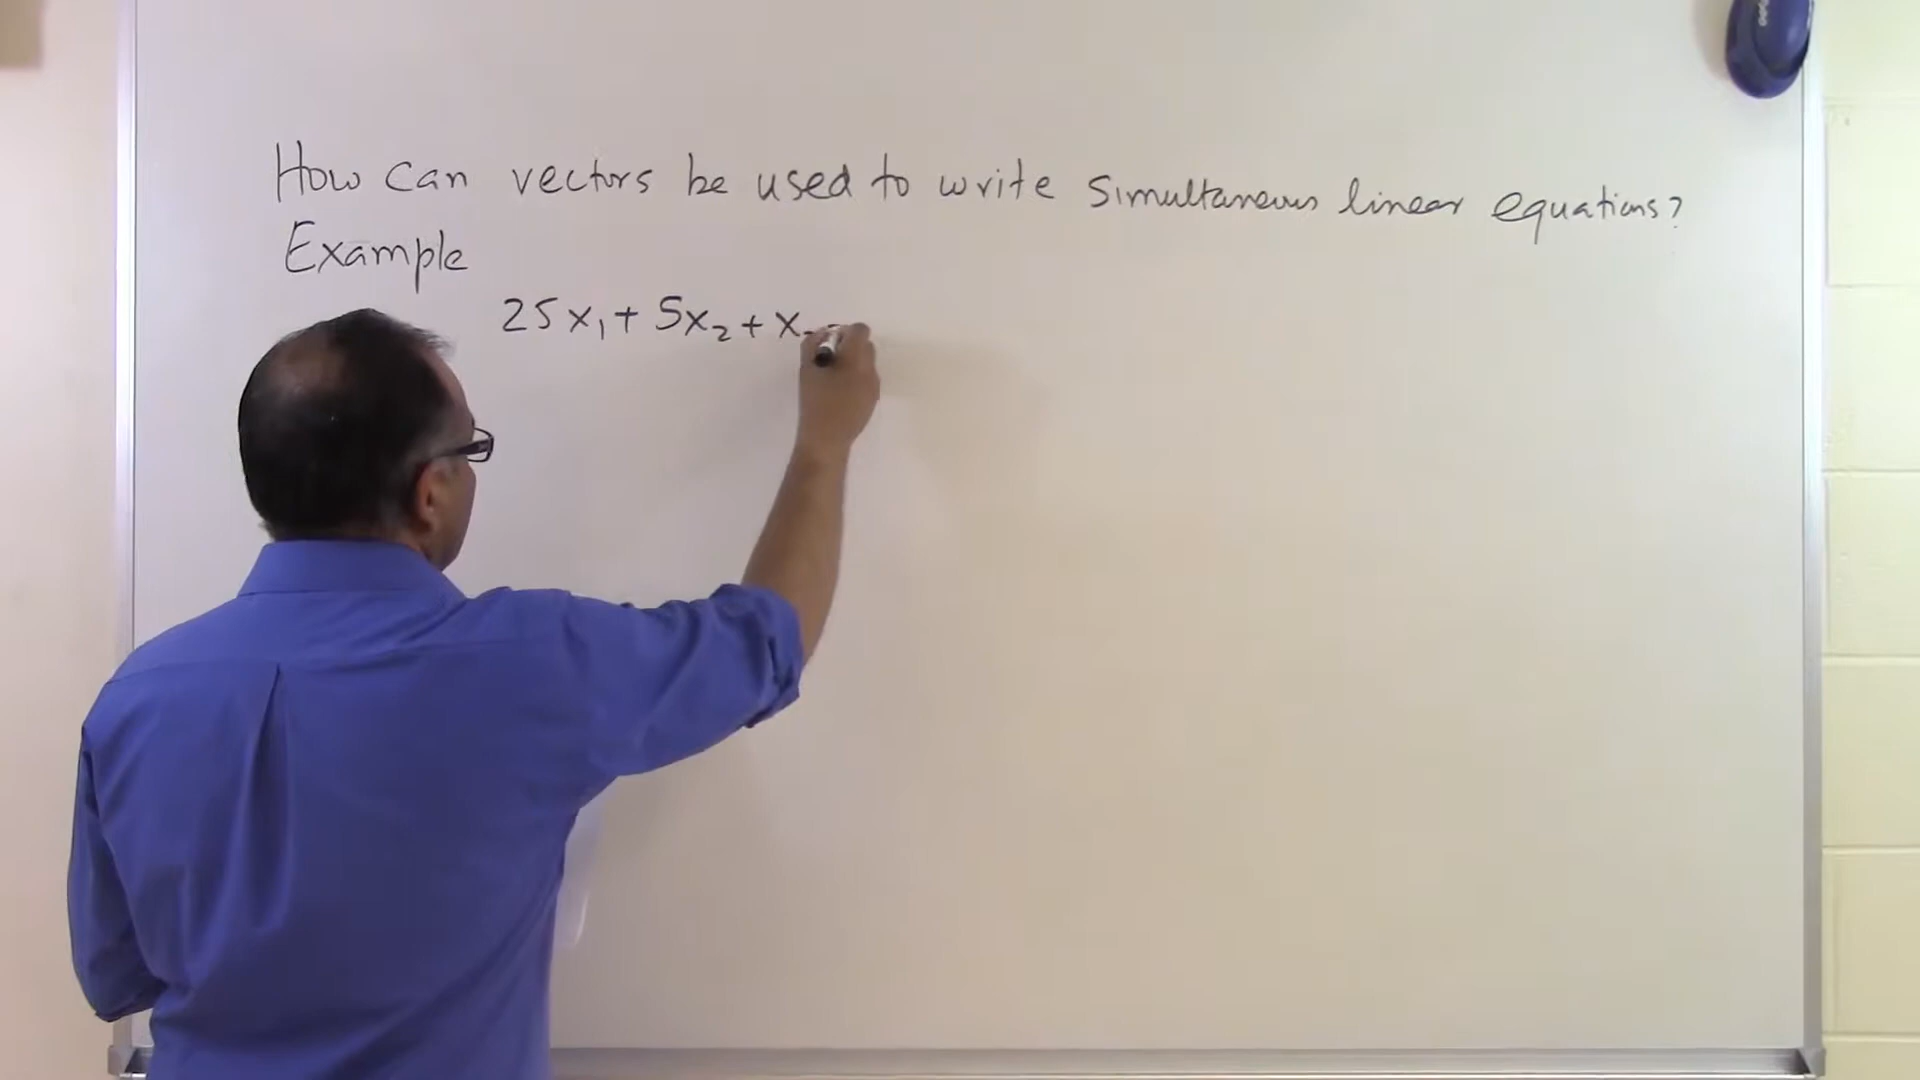 How can vectors be used to write simultaneous linear equations?
Example
25x₁ + 5x₂ + x